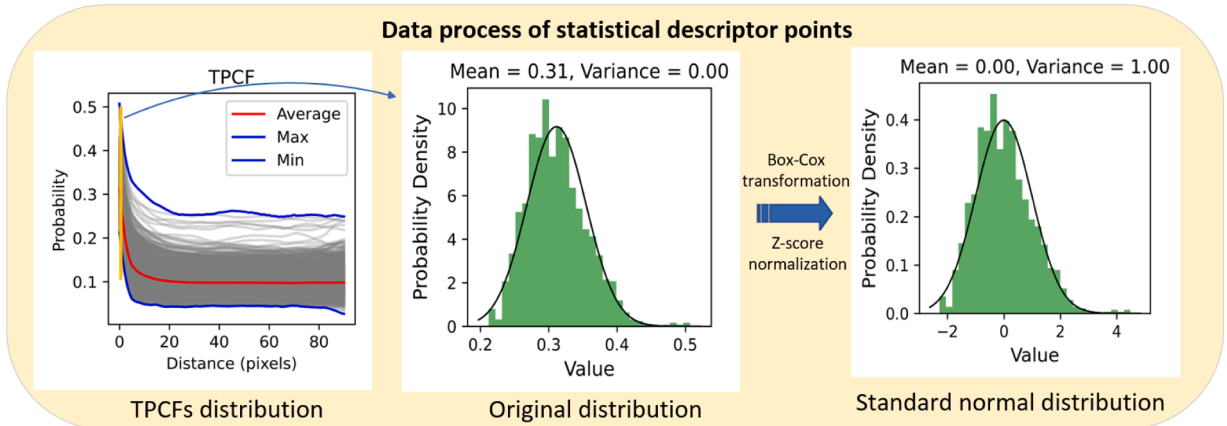 Data process of statistical descriptor points
TPCF
Average
Max
Min
Probability
0.5
0.4
0.3
0.2
0.1
0 20 40 60 80
Distance (pixels)
TPCFs distribution
Mean = 0.31, Variance = 0.00
Probability Density
10
8
6
4
2
0
0.2 0.3 0.4 0.5
Value
Original distribution
Box-Cox
transformation
Z-score
normalization
Mean = 0.00, Variance = 1.00
Probability Density
0.4
0.3
0.2
0.1
0.0
−2 0 2 4
Value
Standard normal distribution